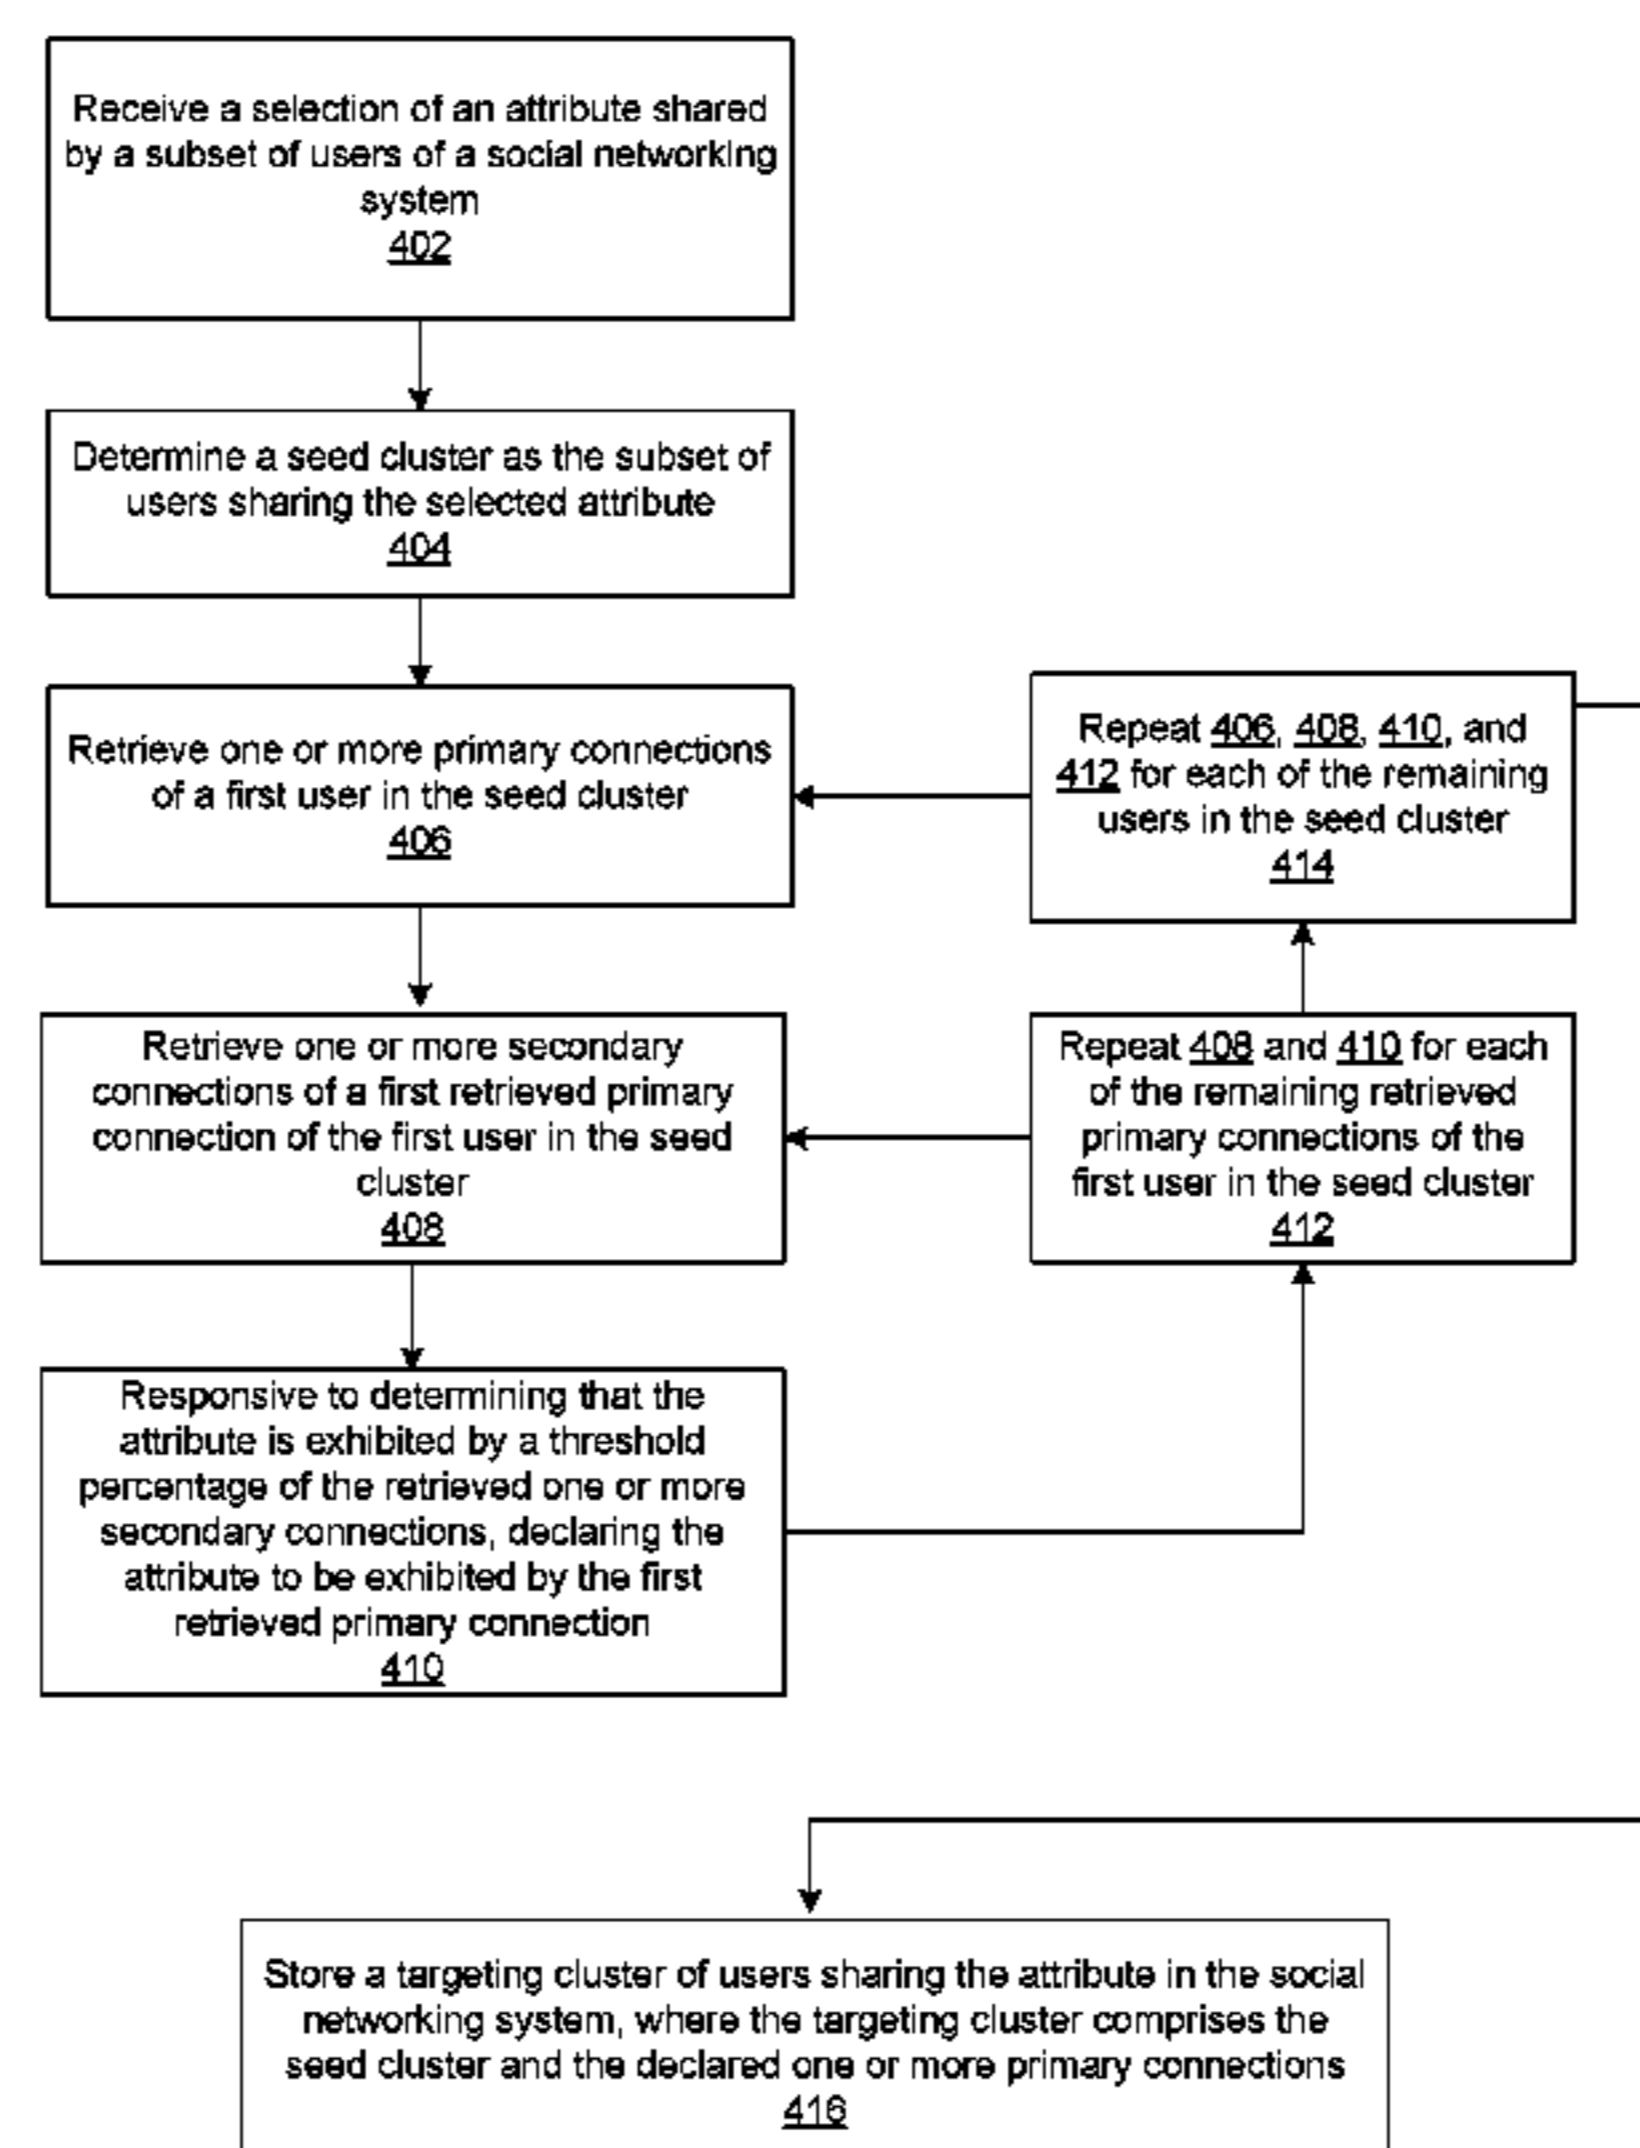 Receive a selection of an attribute shared
by a subset of users of a social networking
system
402
Determine a seed cluster as the subset of
users sharing the selected attribute
404
Retrieve one or more primary connections
of a first user in the seed cluster
406
Repeat 406, 408, 410, and
412 for each of the remaining
users in the seed cluster
414
Retrieve one or more secondary
connections of a first retrieved primary
connection of the first user in the seed
cluster
408
Repeat 408 and 410 for each
of the remaining retrieved
primary connections of the
first user in the seed cluster
412
Responsive to determining that the
attribute is exhibited by a threshold
percentage of the retrieved one or more
secondary connections, declaring the
attribute to be exhibited by the first
retrieved primary connection
410
Store a targeting cluster of users sharing the attribute in the social
networking system, where the targeting cluster comprises the
seed cluster and the declared one or more primary connections
416